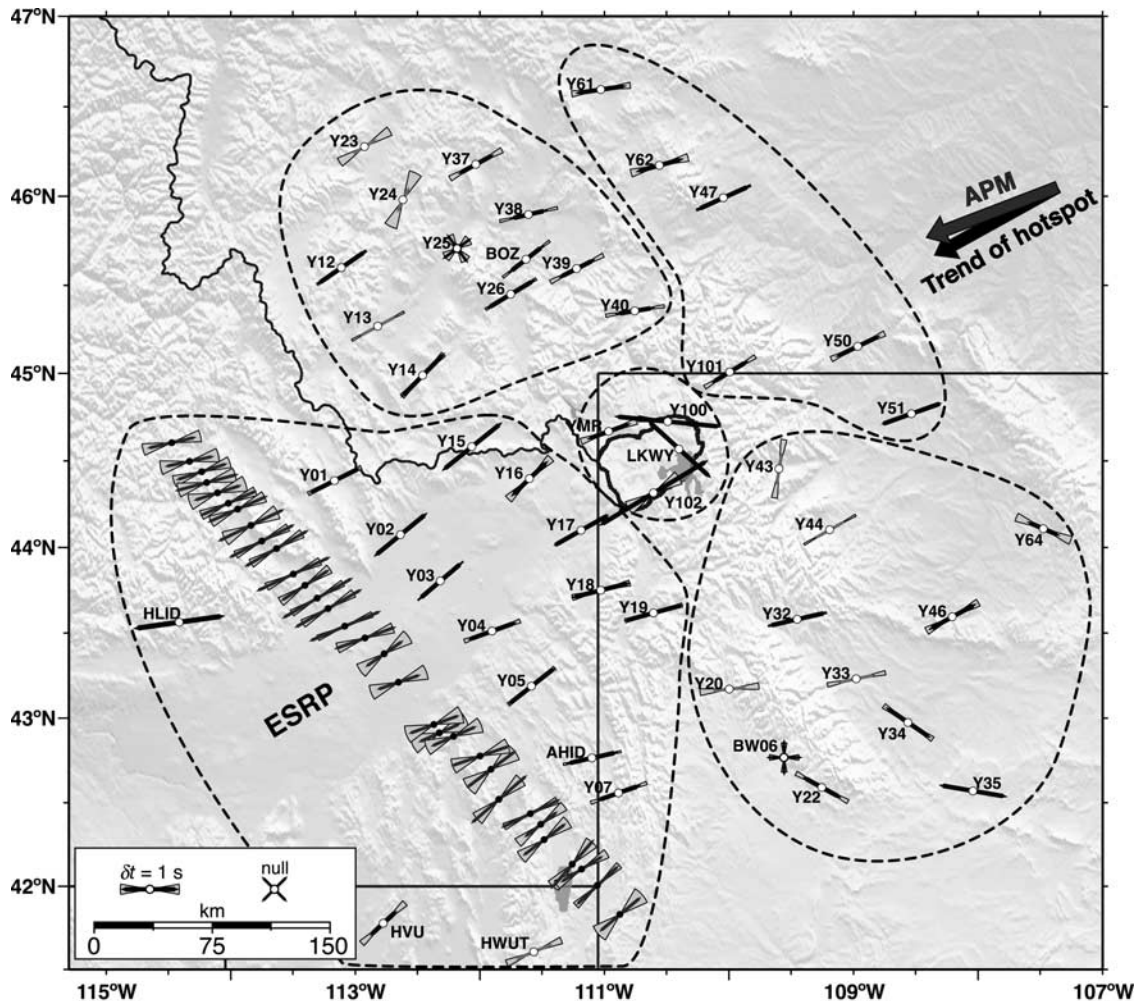 47°N
Y61
Y23
Y37
Y62
Y24
Y47
46°N
Y38
APM
Y25
BOZ
Y12
Y39
Trend of hotspot
Y26
Y13
Y40
Y50
Y14
Y101
45°N
Y51
Y100
YMR
Y15
LKWY
Y43
Y16
Y01
Y102
Y44
Y64
Y02
Y17
44°N
Y03
Y18
HLID
Y19
Y32
Y46
Y04
Y33
Y05
Y20
ESRP
43°N
Y34
BW06
AHID
Y22
Y35
Y07
δt = 1 s
null
42°N
km
0 75 150
HVU
HWUT
115°W 113°W 111°W 109°W 107°W